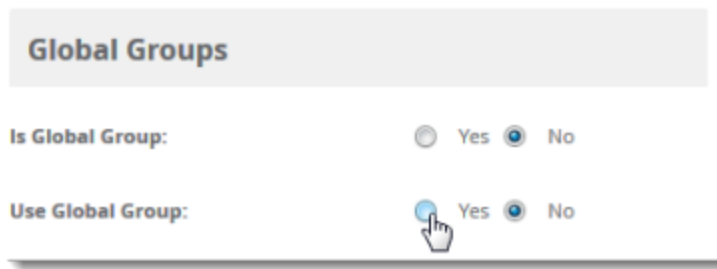 Global Groups
Is Global Group: Yes No
Use Global Group: Yes No